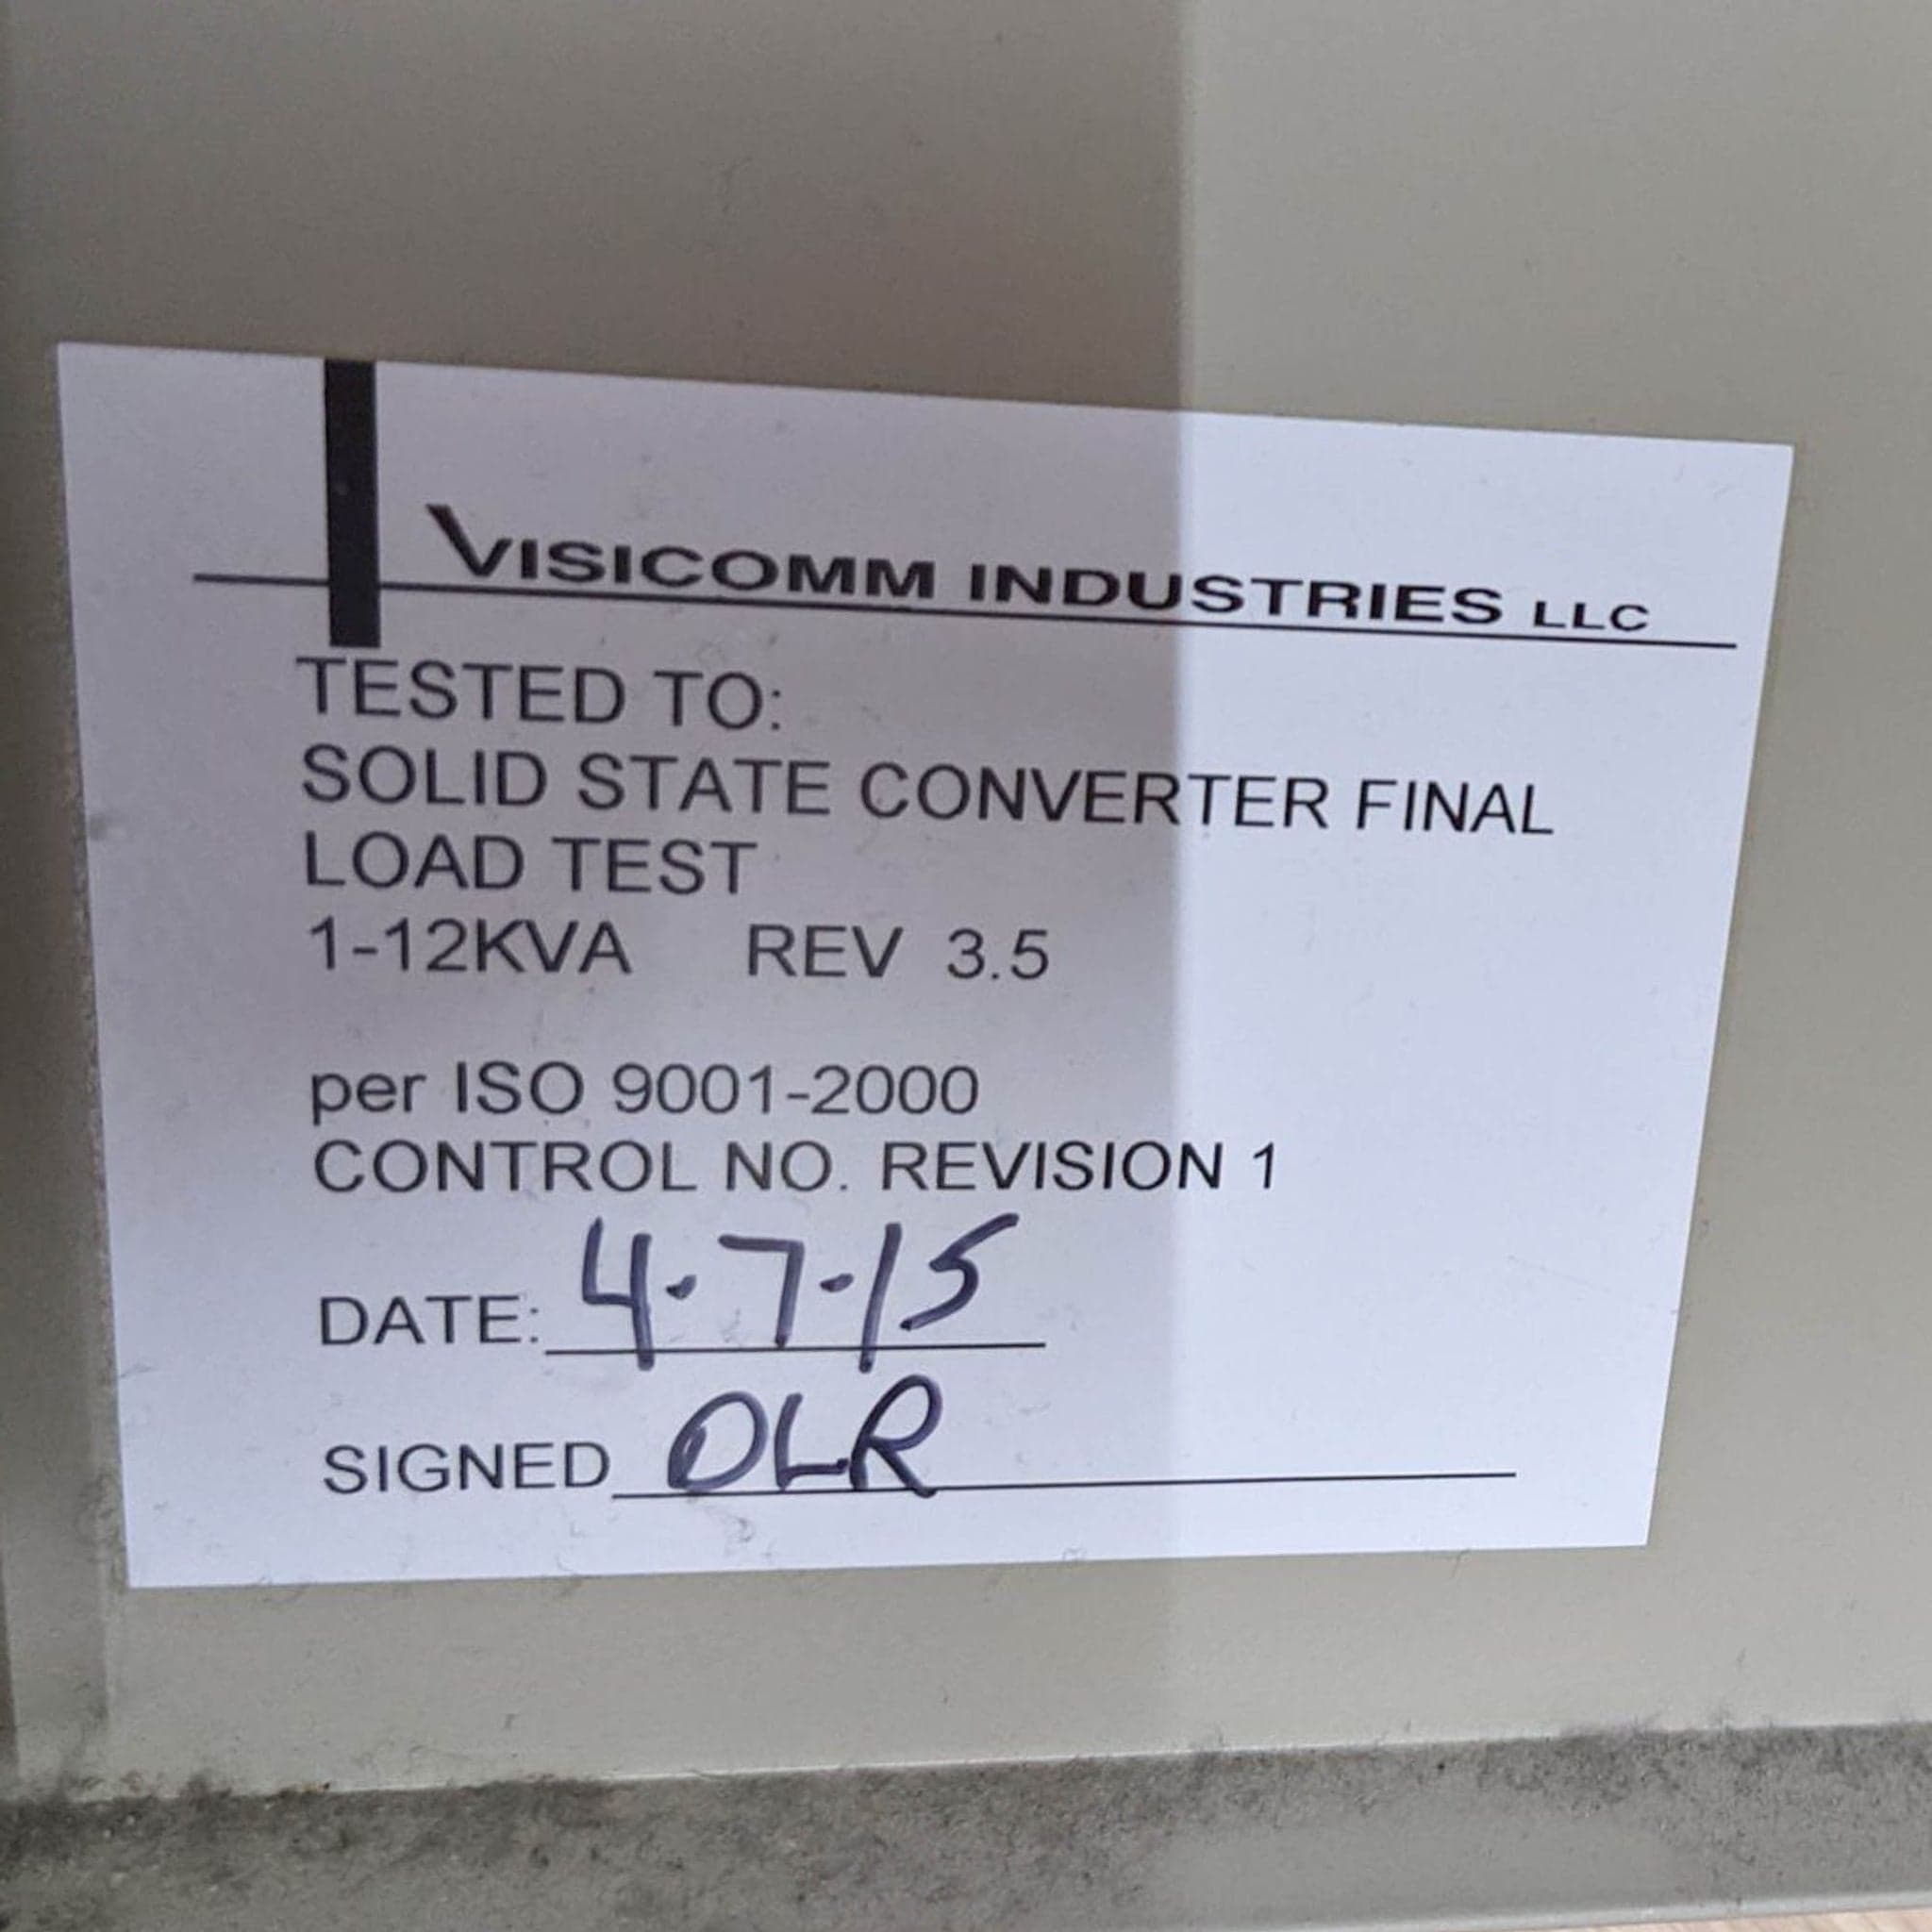 VISICOMM INDUSTRIES LLC
TESTED TO:
SOLID STATE CONVERTER FINAL
LOAD TEST
1-12KVA REV 3.5
per ISO 9001-2000
CONTROL NO. REVISION 1
DATE: 4-7-15
SIGNED DLR